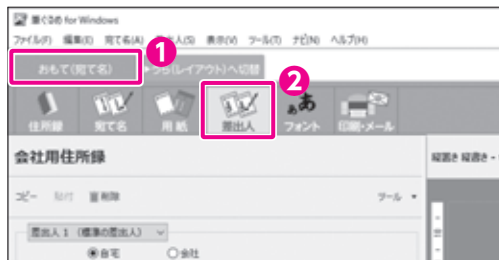 筆ぐるめ for Windows
ファイル(F) 編集(E) 宛て名(A) 差出人(S) 表示(V) ツール(T) ナビ(N) ヘルプ(H)
1
おもて(宛て名) うら(レイアウト)へ切替
2
住所録 宛て名 用紙 差出人 フォント 印刷・メール
会社用住所録
縦書き 縦書き -
コピー 貼付 削除 ツール
差出人 1 (標準の差出人)
自宅 会社